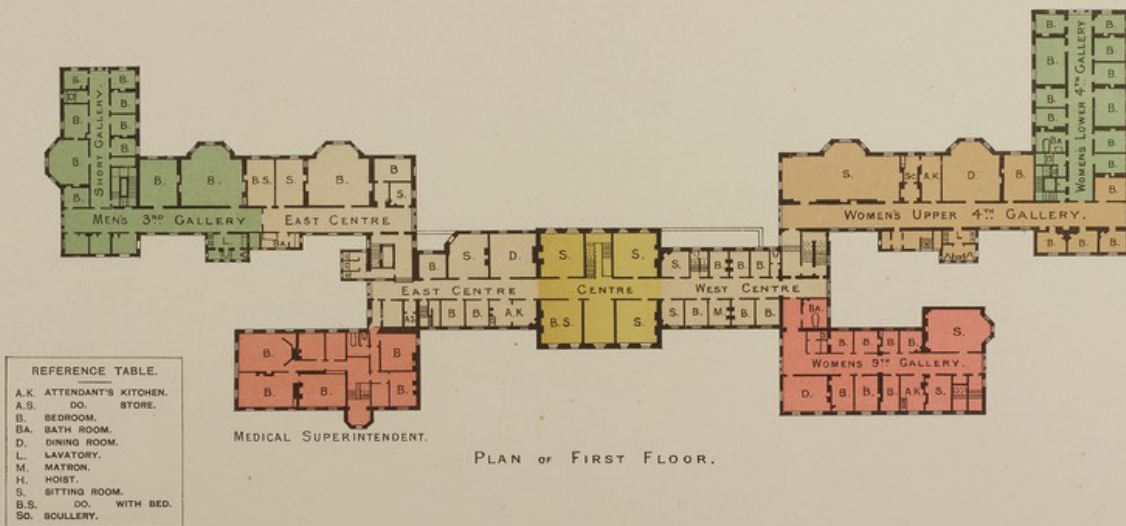 SHORT GALLERY.
B.
B.
B.
B.
B.
B.
B.
B.
B.
B.
B.S.
S.
B.
B.
S.
MEN'S 3RD GALLERY
EAST CENTRE
L.
BA.
B.
S.
D.
EAST CENTRE
A.S.
B.
B.
A.K.
S.
S.
CENTRE
B.S.
S.
S.
B.
B.
B.
WEST CENTRE
S.
B.
M.
B.
B.
S.
Sc.
A.K.
D.
B.
WOMEN'S UPPER 4TH GALLERY.
L.
B.
B.
B.
B.
WOMEN'S LOWER 4TH GALLERY
B.
B.
B.
B.
B.
B.
B.
B.
B.
B.
BA.
B.
BA.
B.
B.
B.
B.
S.
WOMENS 9TH GALLERY.
D.
B.
B.
B.
A.K.
S.
B.
B.
B.
B.
B.
MEDICAL SUPERINTENDENT.
PLAN OF FIRST FLOOR.
REFERENCE TABLE.
A.K. ATTENDANT'S KITCHEN.
A.S. DO. STORE.
B. BEDROOM.
BA. BATH ROOM.
D. DINING ROOM.
L. LAVATORY.
M. MATRON.
H. HOIST.
S. SITTING ROOM.
B.S. DO. WITH BED.
SC. SCULLERY.